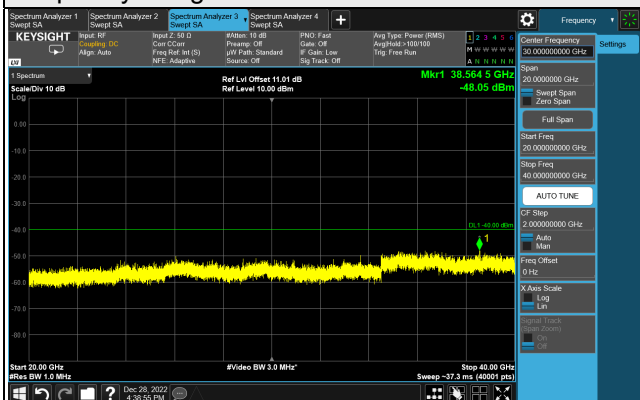 Spectrum Analyzer 1
Swept SA
Spectrum Analyzer 2
Swept SA
Spectrum Analyzer 3
Swept SA
Spectrum Analyzer 4
Swept SA
+
Frequency
KEYSIGHT
Input: RF
Coupling: DC
Align: Auto
Input Z: 50 Ω
Corr CCorr
Freq Ref: Int (S)
NFE: Adaptive
#Atten: 10 dB
Preamp: Off
µW Path: Standard
Source: Off
PNO: Fast
Gate: Off
IF Gain: Low
Sig Track: Off
Avg Type: Power (RMS)
Avg|Hold:>100/100
Trig: Free Run
1 2 3 4 5 6
M W W W W W
A N N N N N
LXI
1 Spectrum
Scale/Div 10 dB
Log
Ref Lvl Offset 11.01 dB
Ref Level 10.00 dBm
Mkr1 38.564 5 GHz
-48.05 dBm
0.00
-10.0
-20.0
-30.0
-40.0
-50.0
-60.0
-70.0
-80.0
DL1 -40.00 dBm
1
Start 20.00 GHz
#Res BW 1.0 MHz
#Video BW 3.0 MHz*
Stop 40.00 GHz
Sweep ~37.3 ms (40001 pts)
Dec 28, 2022
4:38:55 PM
Center Frequency
30.000000000 GHz
Settings
Span
20.0000000 GHz
Swept Span
Zero Span
Full Span
Start Freq
20.000000000 GHz
Stop Freq
40.000000000 GHz
AUTO TUNE
CF Step
2.000000000 GHz
Auto
Man
Freq Offset
0 Hz
X Axis Scale
Log
Lin
Signal Track
(Span Zoom)
On
Off